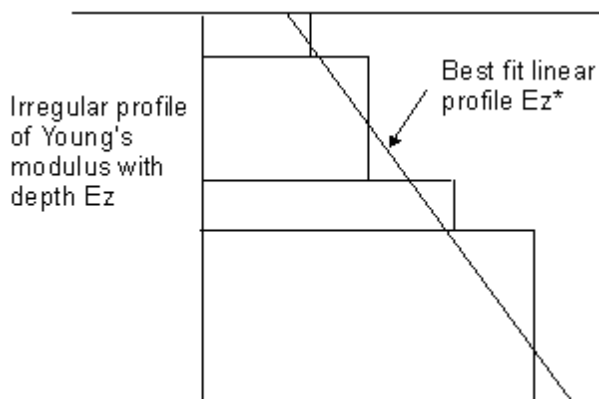 Irregular profile
of Young's
modulus with
depth Ez
Best fit linear
profile Ez*